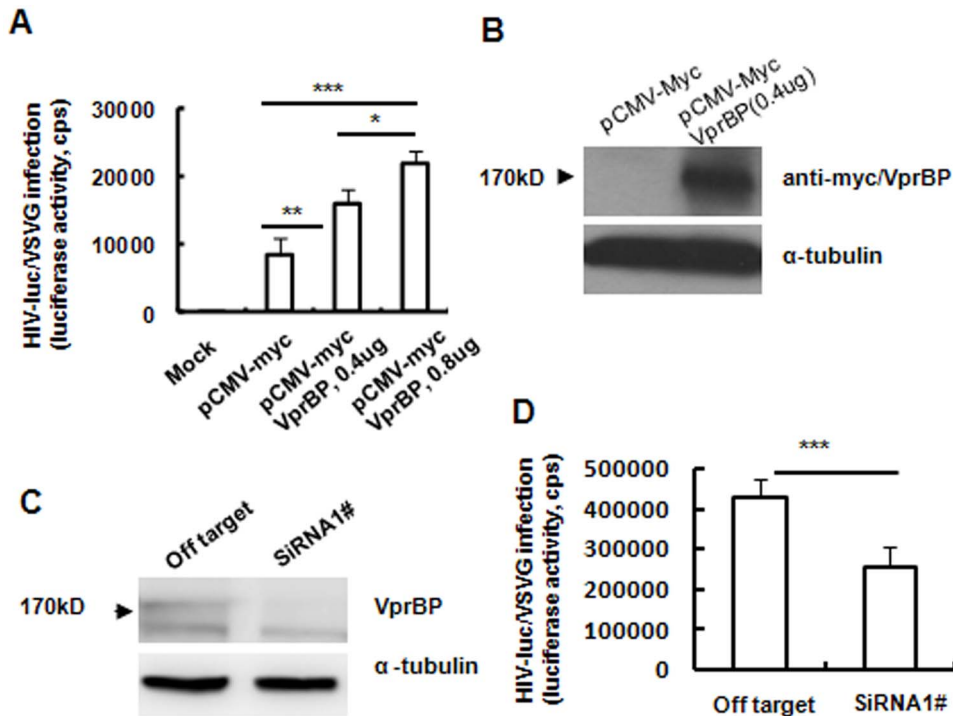 A
HIV-luc/VSVG infection
(luciferase activity, cps)
30000
20000
10000
0
***
*
**
Mock
pCMV-myc
pCMV-myc
VprBP, 0.4ug
pCMV-myc
VprBP, 0.8ug
B
pCMV-Myc
pCMV-Myc
VprBP(0.4ug)
170kD
anti-myc/VprBP
α-tubulin
C
Off target
SiRNA1#
170kD
VprBP
α -tubulin
D
HIV-luc/VSVG infection
(luciferase activity, cps)
500000
400000
300000
200000
100000
0
***
Off target
SiRNA1#